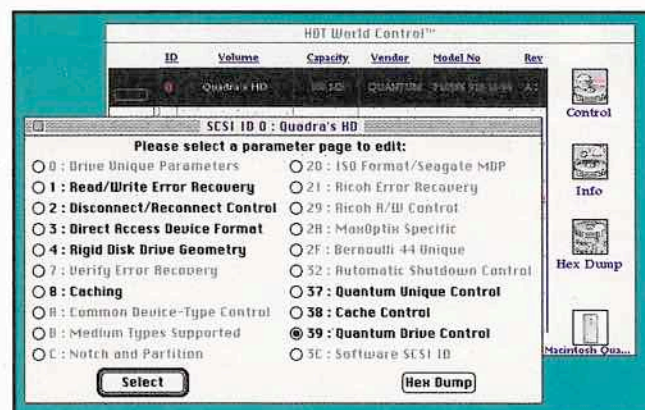 HDT World Control™
ID Volume Capacity Vendor Model No Rev
0 Quadra's HD QUANTUM
Control
Info
Hex Dump
Macintosh Qua...
SCSI ID 0 : Quadra's HD
Please select a parameter page to edit:
0 : Drive Unique Parameters
1 : Read/Write Error Recovery
2 : Disconnect/Reconnect Control
3 : Direct Access Device Format
4 : Rigid Disk Drive Geometry
7 : Verify Error Recovery
8 : Caching
A : Common Device-Type Control
B : Medium Types Supported
C : Notch and Partition
20 : ISO Format/Seagate MDP
21 : Ricoh Error Recovery
29 : Ricoh R/W Control
2A : MaxOptix Specific
2F : Bernoulli 44 Unique
32 : Automatic Shutdown Control
37 : Quantum Unique Control
38 : Cache Control
39 : Quantum Drive Control
3C : Software SCSI ID
Select
Hex Dump